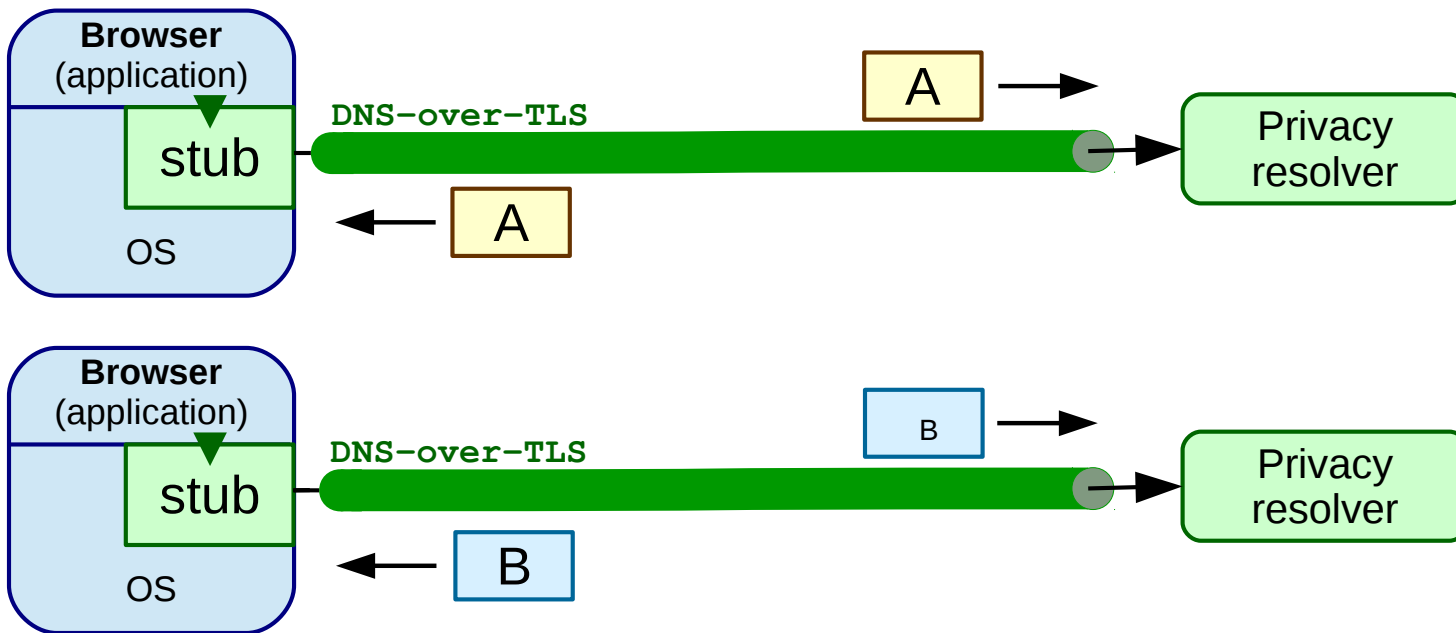 Browser
(application)
A
DNS-over-TLS
stub
Privacy
resolver
A
OS
Browser
(application)
B
DNS-over-TLS
stub
Privacy
resolver
B
OS